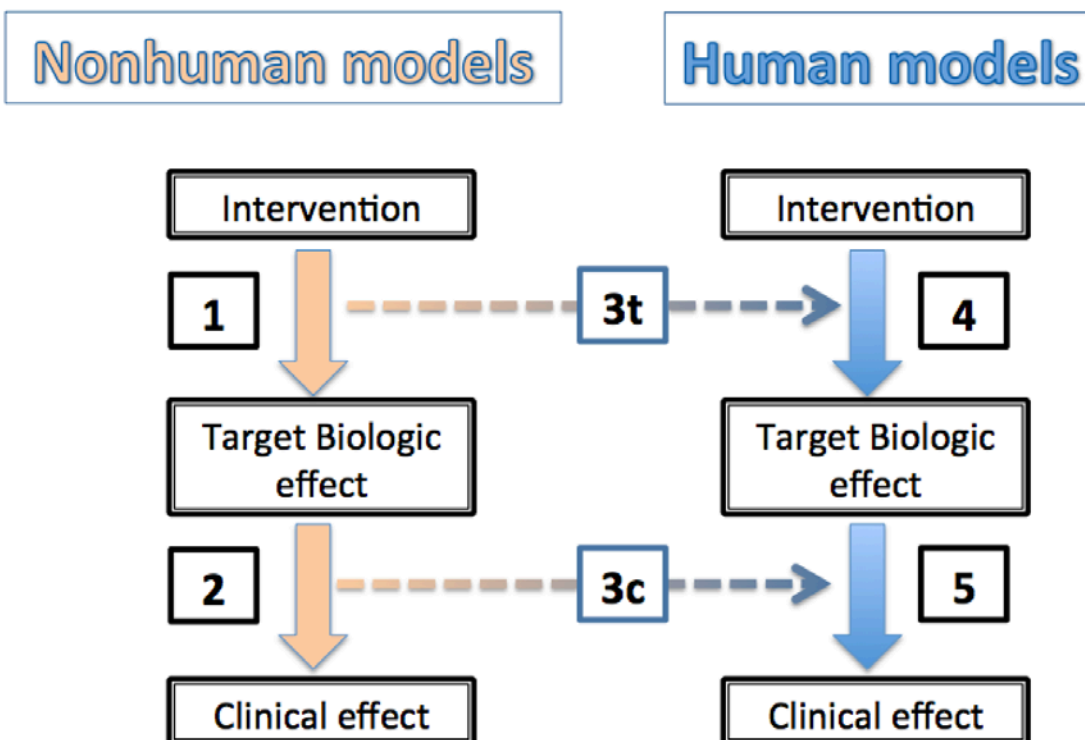 Nonhuman models
Human models
Intervention
Intervention
1
3t
4
Target Biologic
effect
Target Biologic
effect
2
3c
5
Clinical effect
Clinical effect